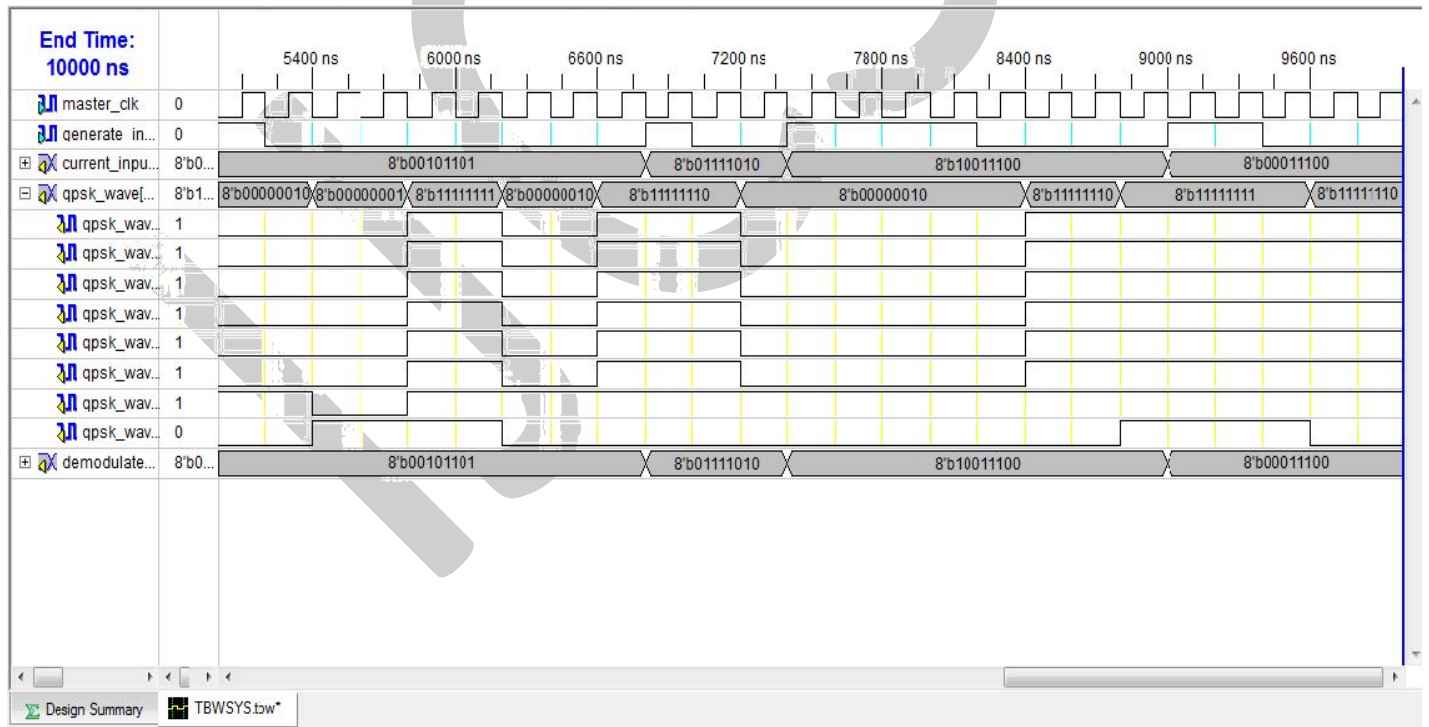 End Time:
10000 ns
5400 ns 6000 ns 6600 ns 7200 ns 7800 ns 8400 ns 9000 ns 9600 ns
master_clk 0
generate_in... 0
current_inpu... 8'b0... 8'b00101101 8'b01111010 8'b10011100 8'b00011100
qpsk_wave[... 8'b1... 8'b00000010 8'b00000001 8'b11111111 8'b00000010 8'b11111110 8'b00000010 8'b11111110 8'b11111111 8'b11111110
qpsk_wav... 1
qpsk_wav... 1
qpsk_wav... 1
qpsk_wav... 1
qpsk_wav... 1
qpsk_wav... 1
qpsk_wav... 1
qpsk_wav... 0
demodulate... 8'b0... 8'b00101101 8'b01111010 8'b10011100 8'b00011100
Design Summary TBWSYS.tbw*